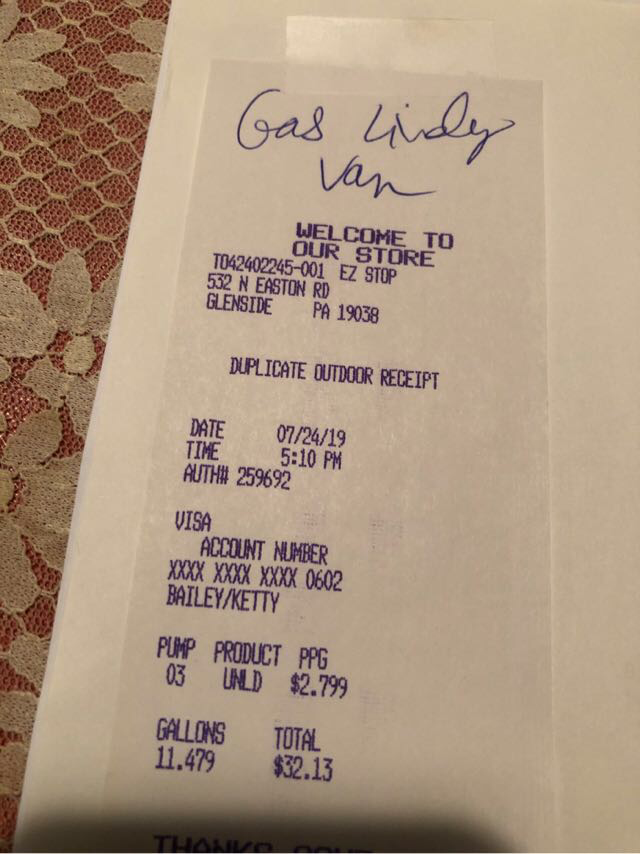 Gas Lindy
Van
WELCOME TO
OUR STORE
T042402245-001 EZ STOP
532 N EASTON RD
GLENSIDE PA 19038
DUPLICATE OUTDOOR RECEIPT
DATE 07/24/19
TIME 5:10 PM
AUTH# 259692
VISA
ACCOUNT NUMBER
XXXX XXXX XXXX 0602
BAILEY/KETTY
PUMP PRODUCT PPG
03 UNLD $2.799
GALLONS TOTAL
11.479 $32.13
THANKS